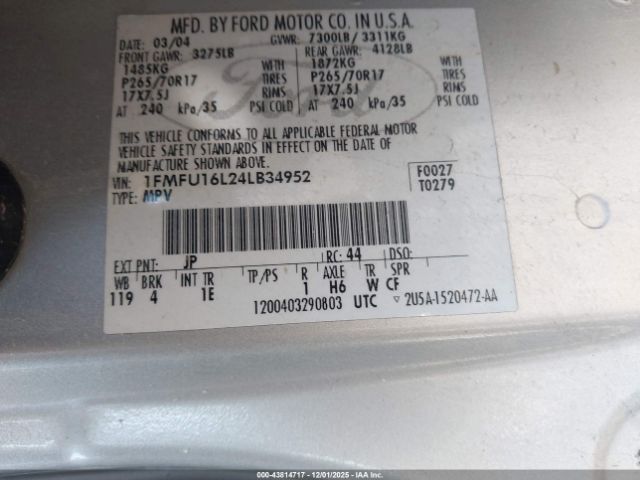 MFD. BY FORD MOTOR CO. IN U.S.A.
DATE: 03/04 GVWR: 7300LB/ 3311KG
FRONT GAWR: 3275LB REAR GAWR: 4128LB
1485KG WITH 1872KG WITH
P265/70R17 TIRES P265/70R17 TIRES
17X7.5J RIMS 17X7.5J RIMS
AT 240 kPa/35 PSI COLD AT 240 kPa/35 PSI COLD
Ford
THIS VEHICLE CONFORMS TO ALL APPLICABLE FEDERAL MOTOR
VEHICLE SAFETY STANDARDS IN EFFECT ON THE DATE OF
MANUFACTURE SHOWN ABOVE.
VIN: 1FMFU16L24LB34952 F0027
TYPE: MPV T0279
EXT PNT: JP RC: 44 DSO:
WB BRK INT TR TP/PS R AXLE TR SPR
119 4 1E 1 H6 W CF
1200403290803 UTC ▽ 2U5A-1520472-AA
00-43814717 - 12/01/2025 - IAA Inc.